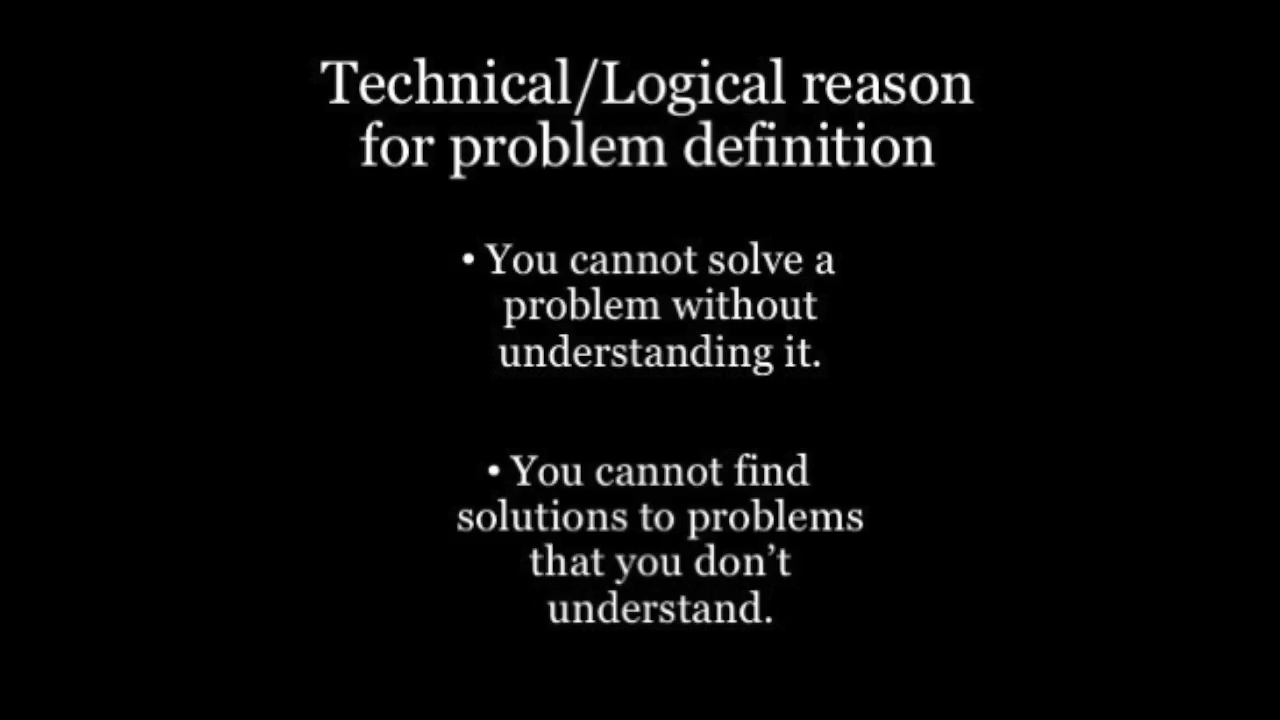 Technical/Logical reason
for problem definition
• You cannot solve a
problem without
understanding it.
• You cannot find
solutions to problems
that you don’t
understand.